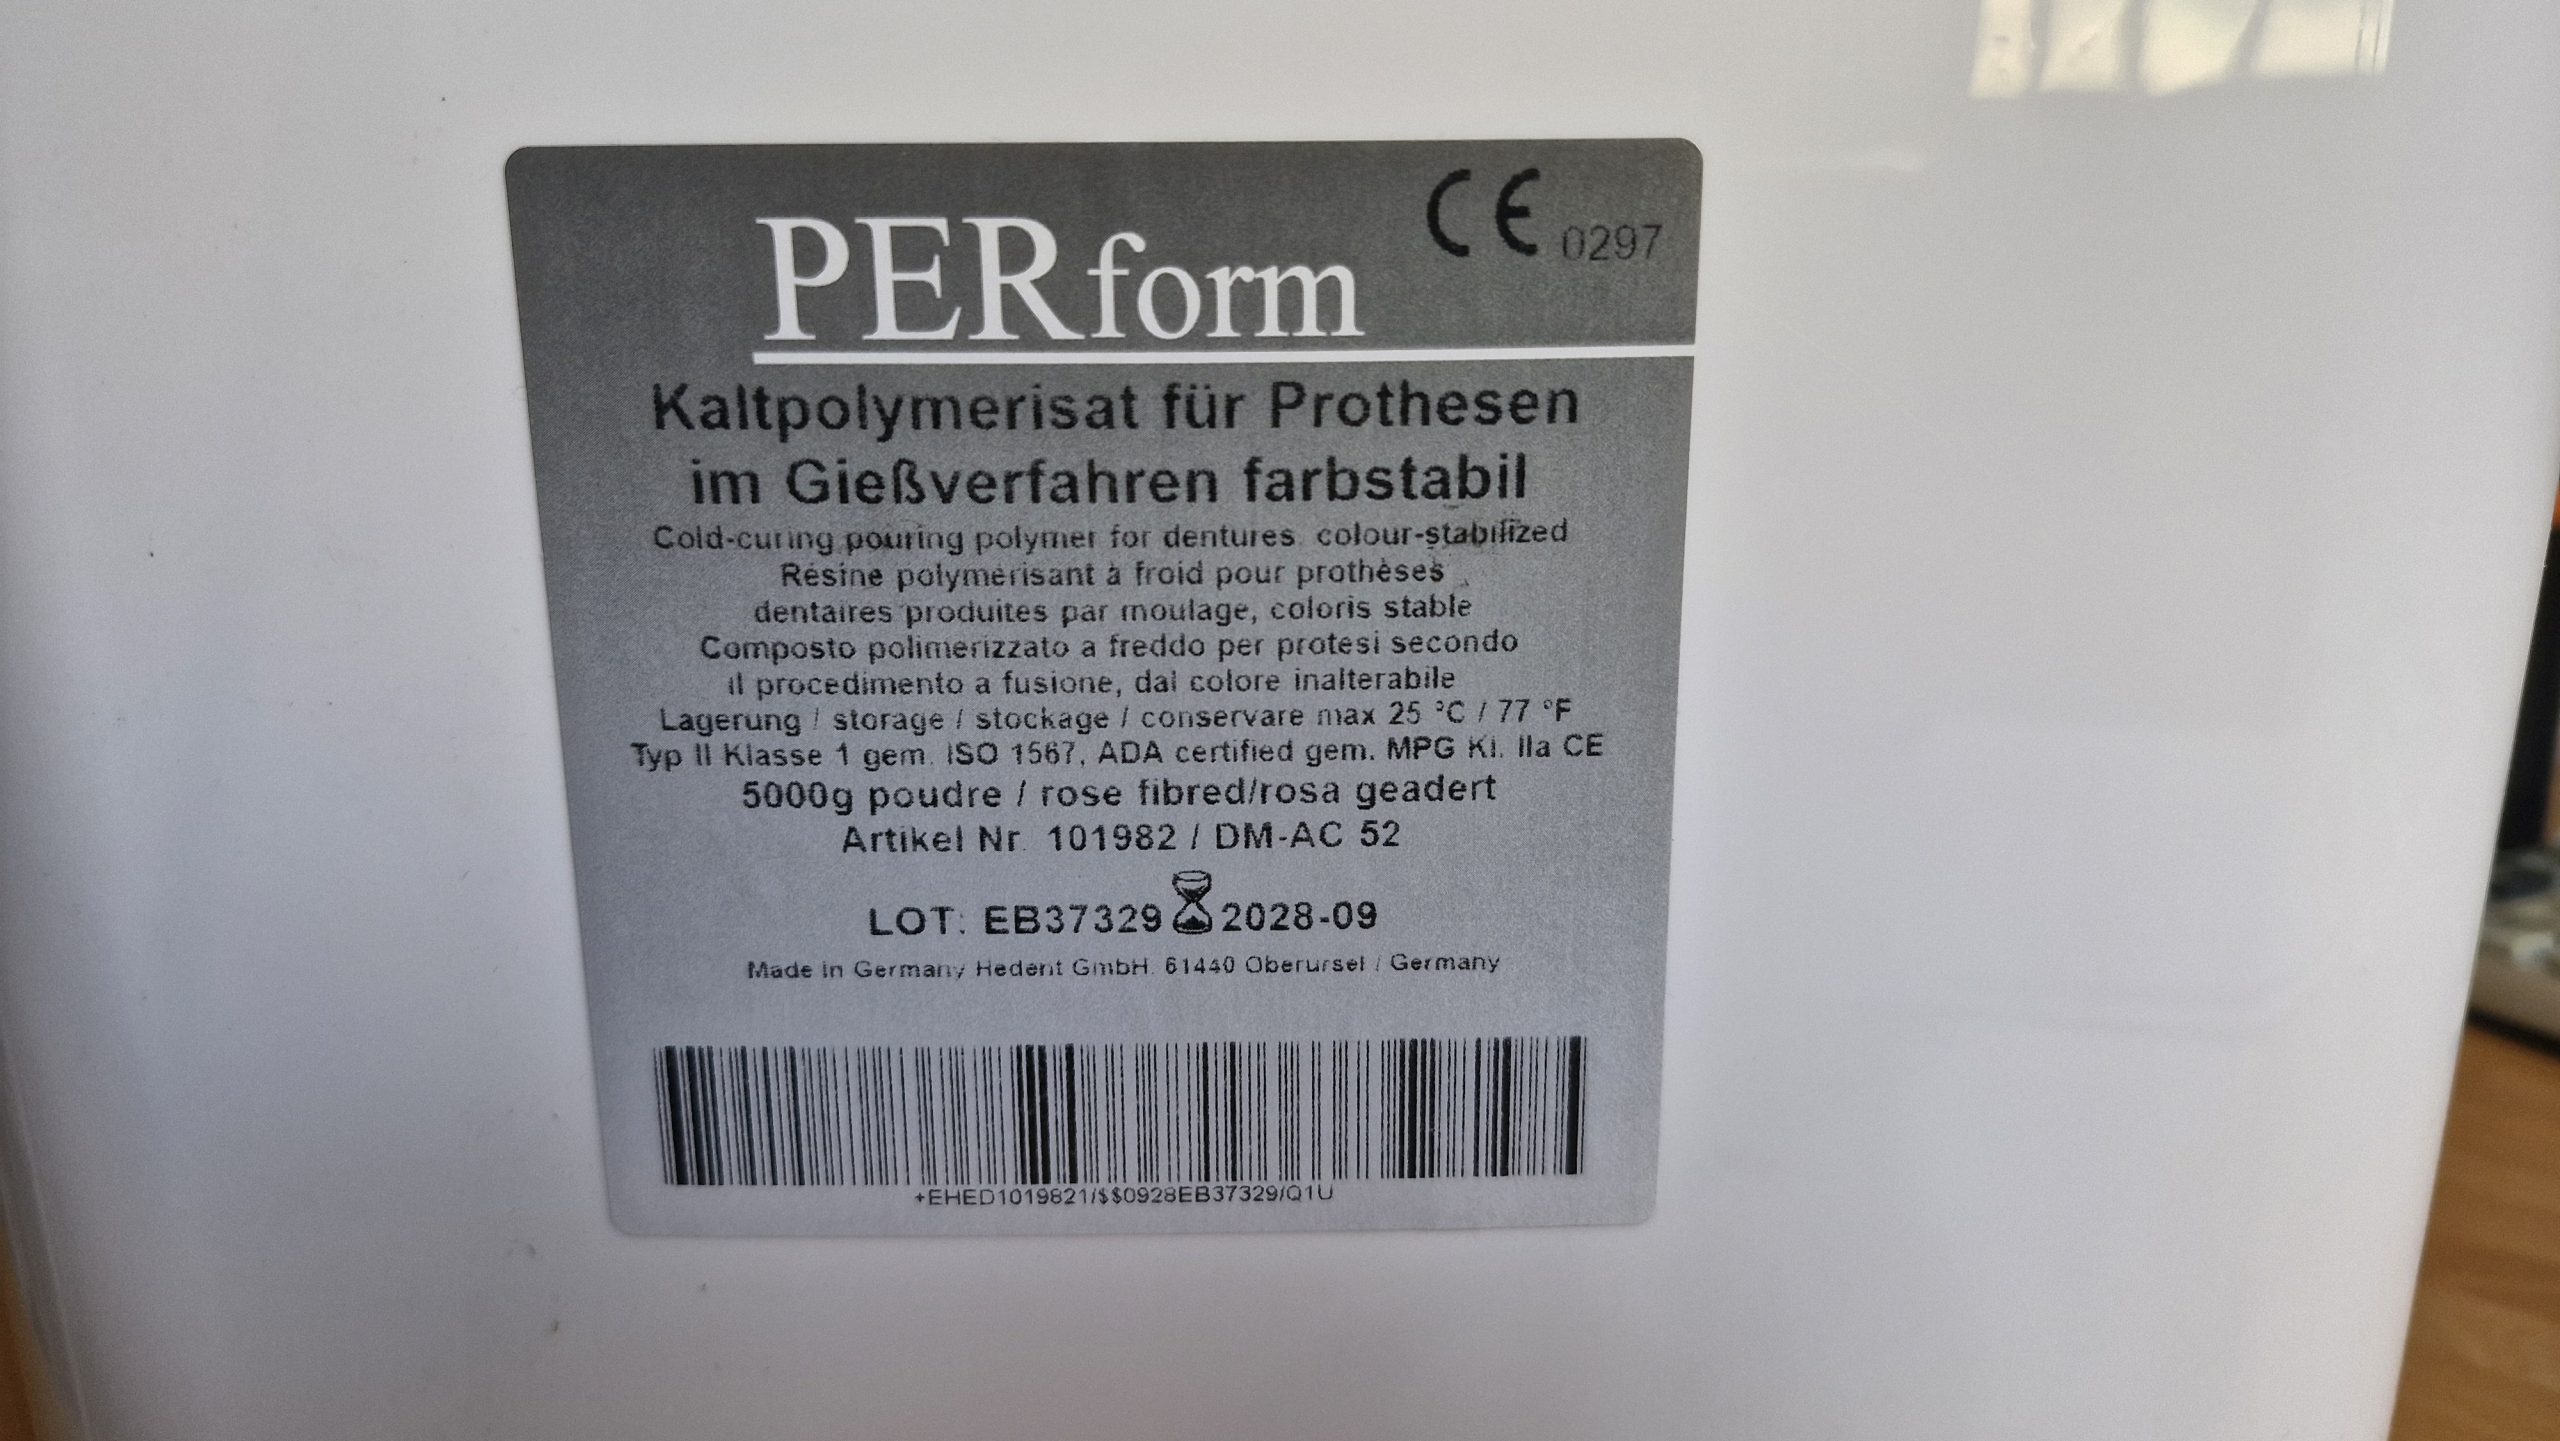 PERform
CE 0297
Kaltpolymerisat für Prothesen
im Gießverfahren farbstabil
Cold-curing pouring polymer for dentures. colour-stabilized
Résine polymérisant à froid pour prothèses
dentaires produites par moulage, coloris stable
Composto polimerizzato a freddo per protesi secondo
il procedimento a fusione, dal colore inalterabile
Lagerung / storage / stockage / conservare max 25 °C / 77 °F
Typ II Klasse 1 gem. ISO 1567, ADA certified gem. MPG Kl. IIa CE
5000g poudre / rose fibred/rosa geadert
Artikel Nr. 101982 / DM-AC 52
LOT: EB37329 2028-09
Made in Germany Hedent GmbH. 61440 Oberursel / Germany
+EHED1019821/$$0928EB37329/Q1U